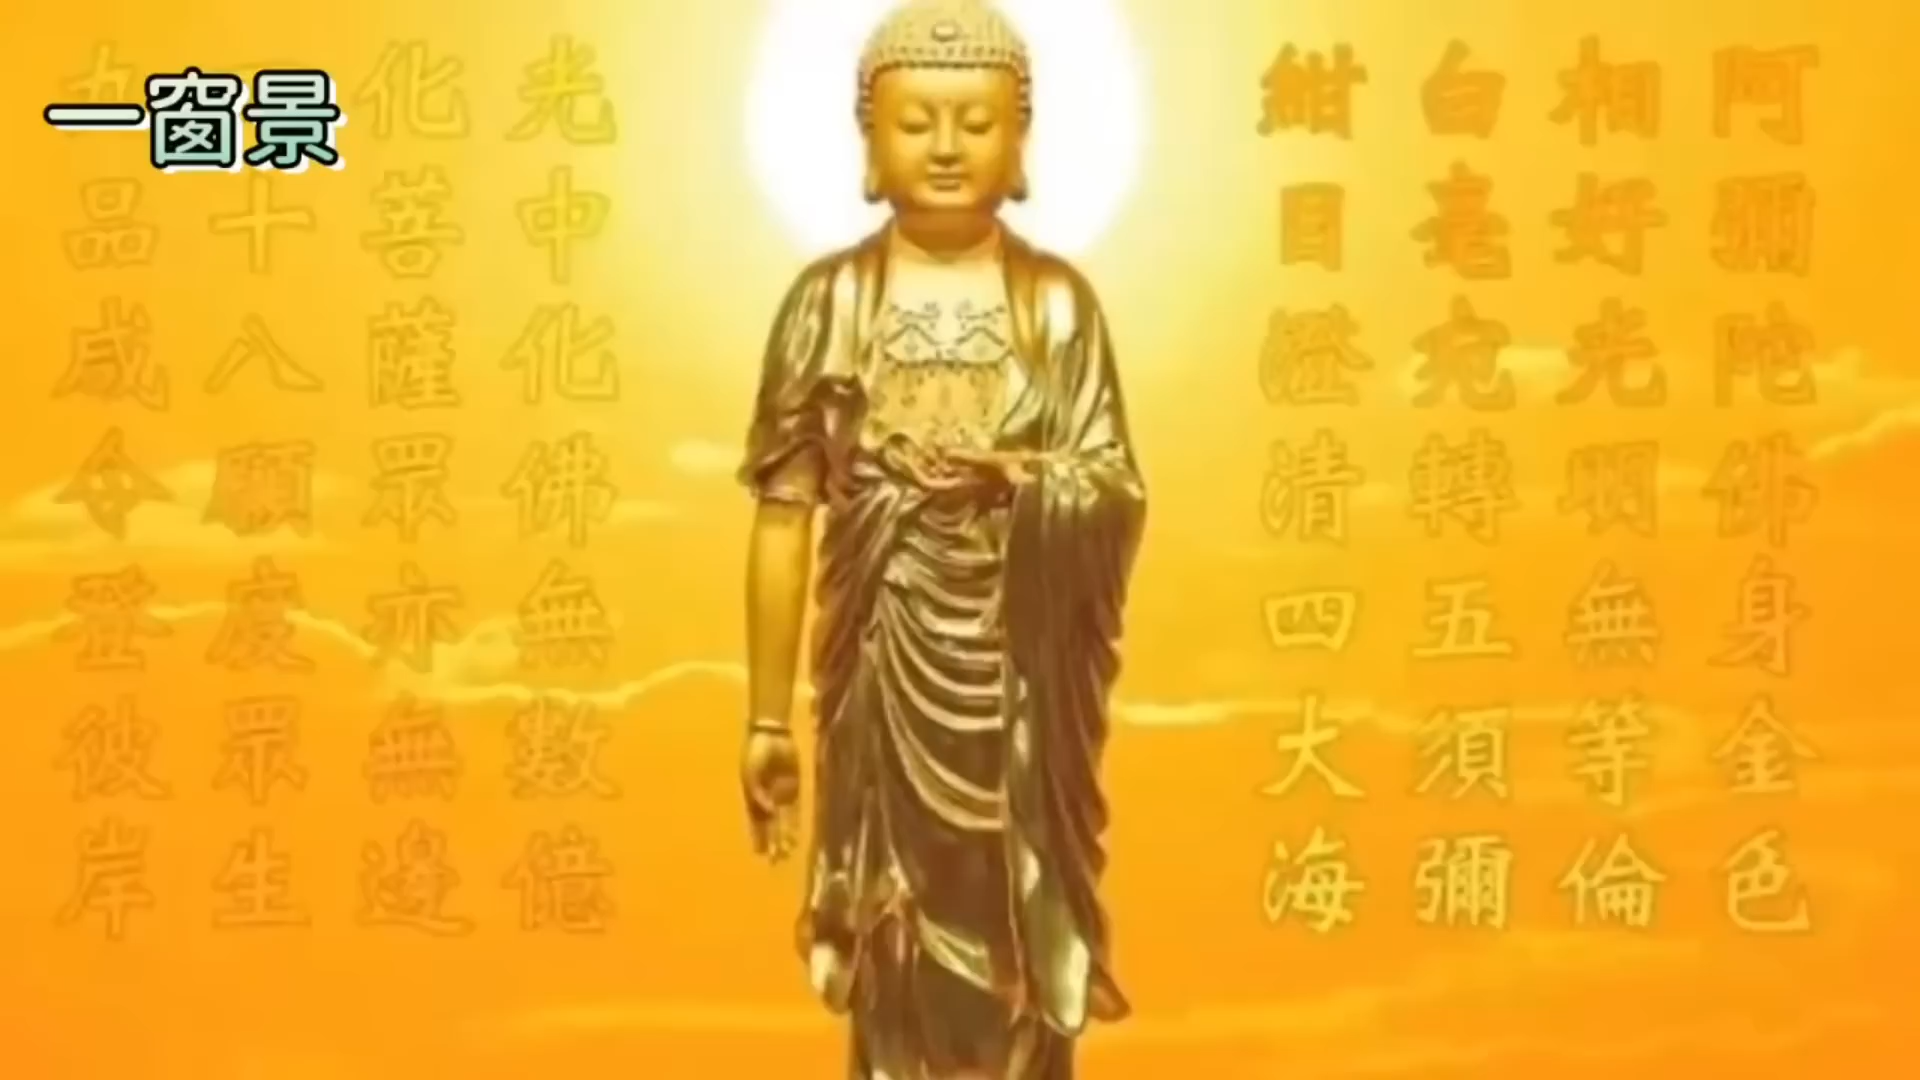 一窗景
阿彌陀佛身金色
相好光明無等倫
白毫宛轉五須彌
紺目澄清四大海
光中化佛無數億
化菩薩眾亦無邊
十八願度眾生
九品咸令登彼岸